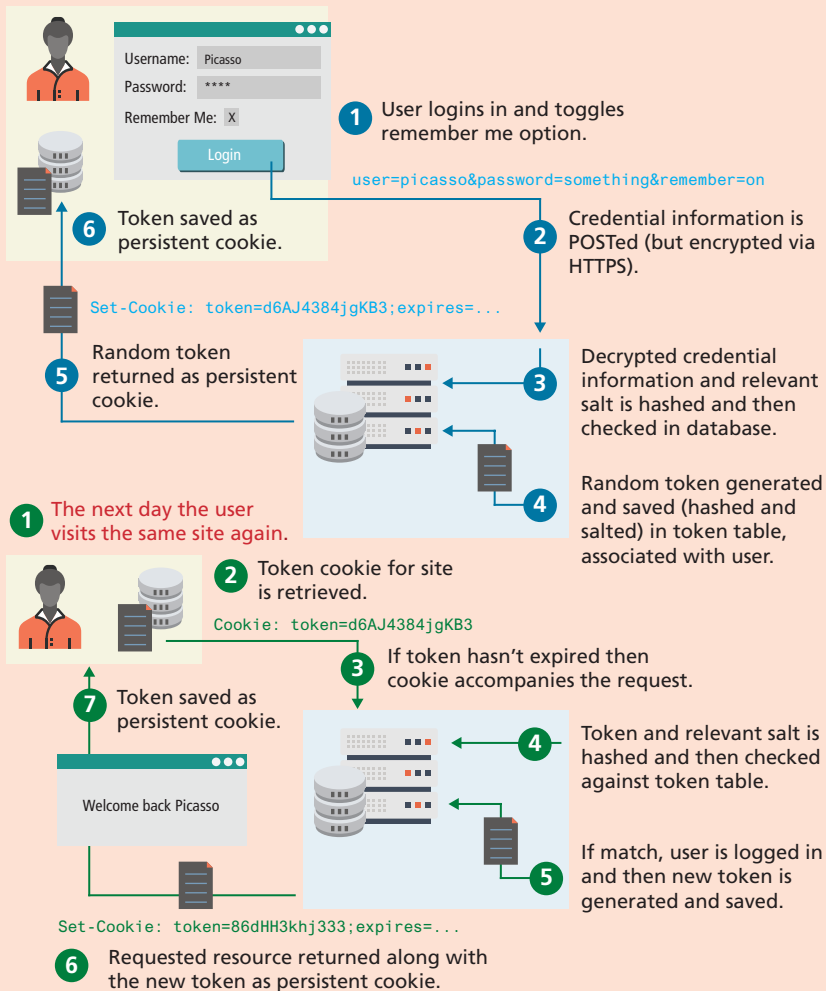 Username: Picasso
Password: ****
Remember Me: X
Login
1 User logins in and toggles
remember me option.
user=picasso&password=something&remember=on
2 Credential information is
POSTed (but encrypted via
HTTPS).
6 Token saved as
persistent cookie.
Set-Cookie: token=d6AJ4384jgKB3;expires=...
5 Random token
returned as persistent
cookie.
3 Decrypted credential
information and relevant
salt is hashed and then
checked in database.
4 Random token generated
and saved (hashed and
salted) in token table,
associated with user.
1 The next day the user
visits the same site again.
2 Token cookie for site
is retrieved.
Cookie: token=d6AJ4384jgKB3
3 If token hasn’t expired then
cookie accompanies the request.
7 Token saved as
persistent cookie.
4 Token and relevant salt is
hashed and then checked
against token table.
Welcome back Picasso
5 If match, user is logged in
and then new token is
generated and saved.
Set-Cookie: token=86dHH3khj333;expires=...
6 Requested resource returned along with
the new token as persistent cookie.